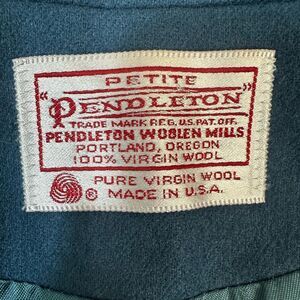 PETITE
"PENDLETON"
TRADE MARK REG. U.S. PAT. OFF.
PENDLETON WOOLEN MILLS
PORTLAND, OREGON
100% VIRGIN WOOL
® PURE VIRGIN WOOL
MADE IN U.S.A.